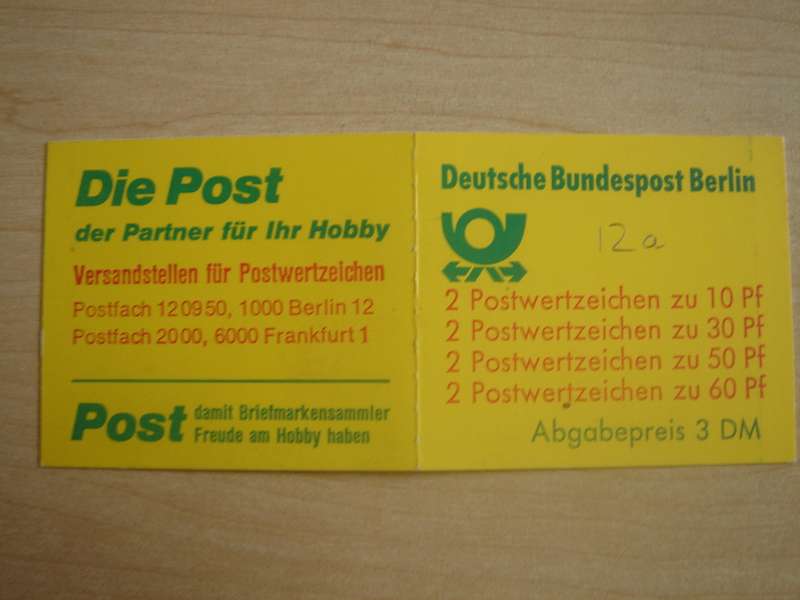 Die Post
der Partner für Ihr Hobby
Versandstellen für Postwertzeichen
Postfach 120950, 1000 Berlin 12
Postfach 2000, 6000 Frankfurt 1
Post
damit Briefmarkensammler
Freude am Hobby haben
Deutsche Bundespost Berlin
12a
2 Postwertzeichen zu 10 Pf
2 Postwertzeichen zu 30 Pf
2 Postwertzeichen zu 50 Pf
2 Postwertzeichen zu 60 Pf
Abgabepreis 3 DM